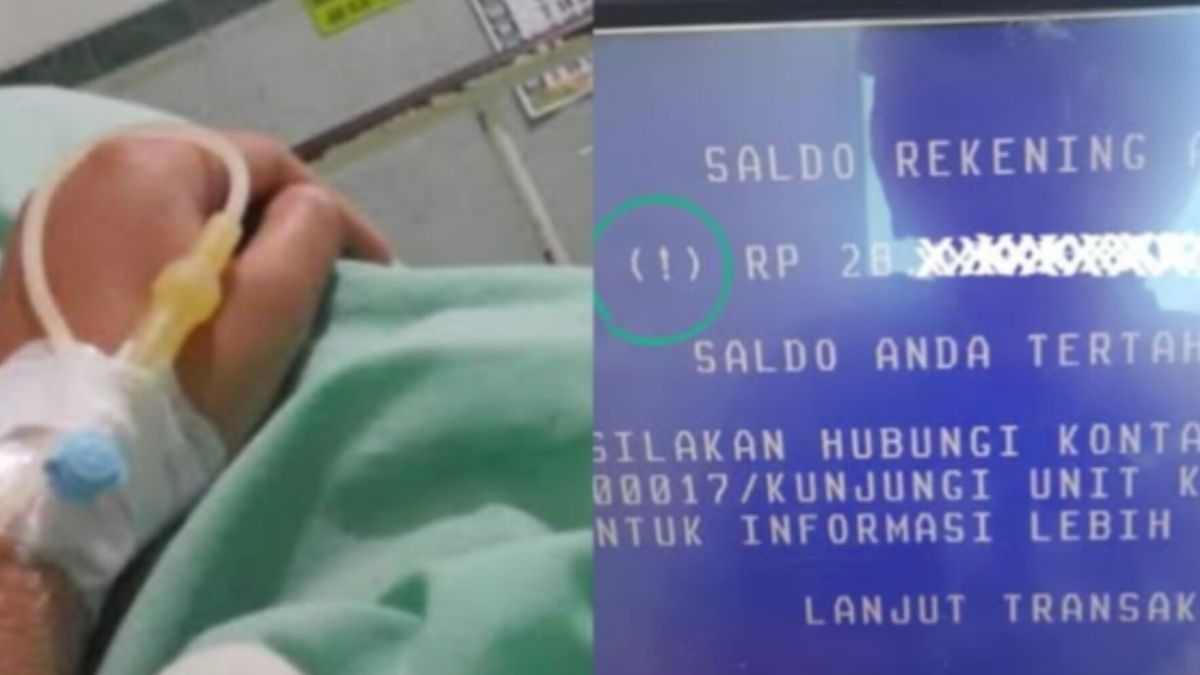 SALDO REKENING
(!) RP 28
SALDO ANDA TERTAH
SILAKAN HUBUNGI KONTA
00017/KUNJUNGI UNIT K
NTUK INFORMASI LEBIH
LANJUT TRANSAK